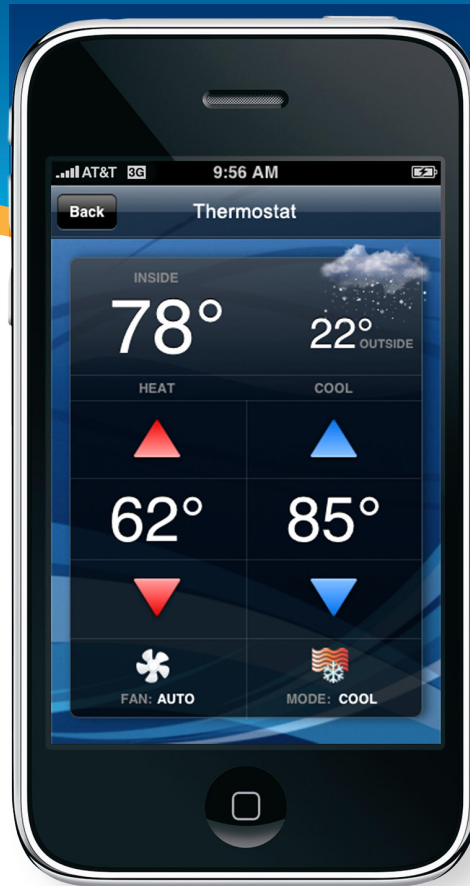 AT&T 3G 9:56 AM
Back Thermostat
INSIDE
78° 22° OUTSIDE
HEAT COOL
62° 85°
FAN: AUTO MODE: COOL